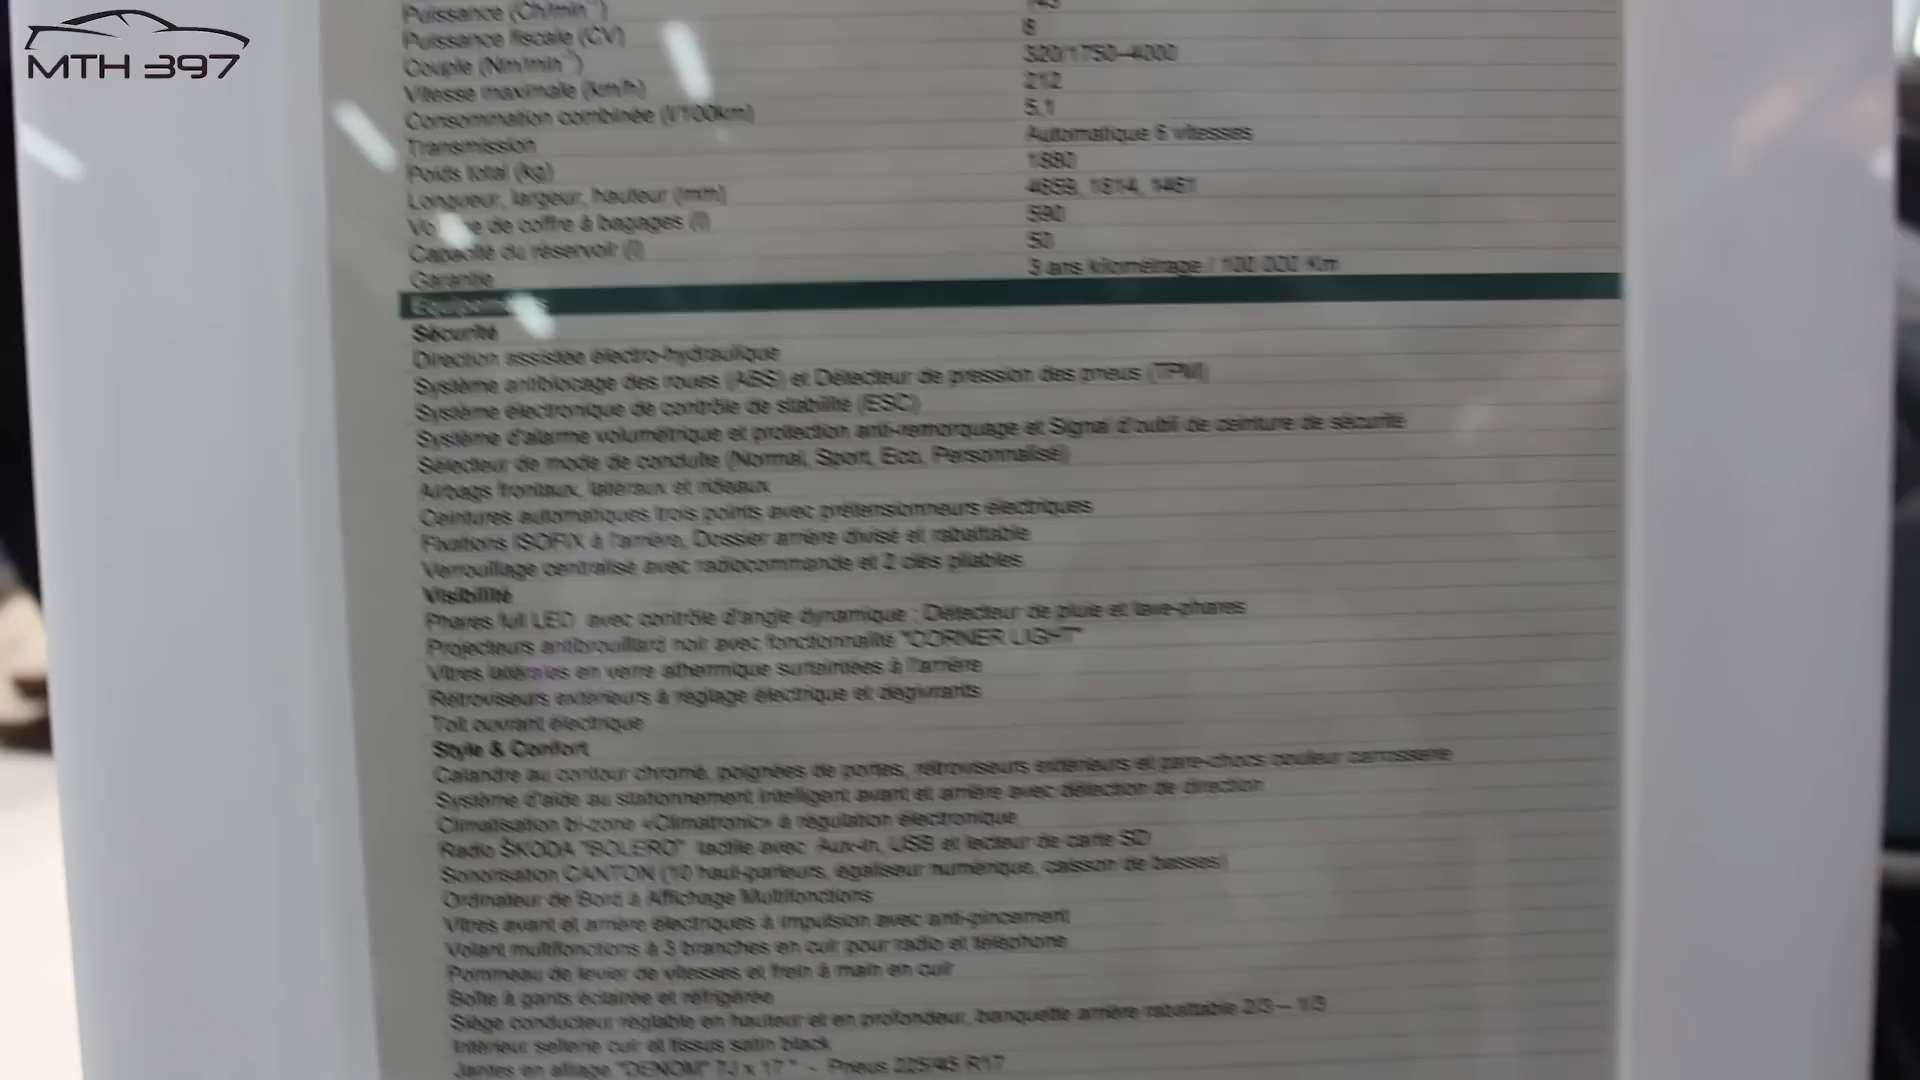 MTH 397
Puissance (Ch/min⁻¹) 143
Puissance fiscale (CV) 8
Couple (Nm/min⁻¹) 320/1750–4000
Vitesse maximale (km/h) 212
Consommation combinée (l/100km) 5,1
Transmission Automatique 6 vitesses
Poids total (kg) 1880
Longueur, largeur, hauteur (mm) 4659, 1814, 1461
Vo e de coffre à bagages (l) 590
Capacité du réservoir (l) 50
Garantie 3 ans kilométrage / 100 000 Km
Sécurité
Direction assistée électro-hydraulique
Système antiblocage des roues (ABS) et Détecteur de pression des pneus (TPM)
Système électronique de contrôle de stabilité (ESC)
Système d'alarme volumétrique et protection anti-remorquage et Signal d'oubli de ceinture de sécurité
Sélecteur de mode de conduite (Normal, Sport, Eco, Personnalisé)
Airbags frontaux, latéraux et rideaux
Ceintures automatiques trois points avec prétensionneurs électriques
Fixations ISOFIX à l'arrière, Dossier arrière divisé et rabattable
Verrouillage centralisé avec radiocommande et 2 clés pliables
Visibilité
Phares full LED avec contrôle d'angle dynamique ; Détecteur de pluie et lave-phares
Projecteurs antibrouillard noir avec fonctionnalité "CORNER LIGHT"
Vitres latérales en verre athermique surteintées à l'arrière
Rétroviseurs extérieurs à réglage électrique et dégivrants
Toit ouvrant électrique
Style & Confort
Calandre au contour chromé, poignées de portes, rétroviseurs extérieurs et pare-chocs couleur carrosserie
Système d'aide au stationnement intelligent avant et arrière avec détection de direction
Climatisation bi-zone «Climatronic» à régulation électronique
Radio ŠKODA "BOLERO" tactile avec Aux-in, USB et lecteur de carte SD
Sonorisation CANTON (10 haut-parleurs, égaliseur numérique, caisson de basses)
Ordinateur de Bord à Affichage Multifonctions
Vitres avant et arrière électriques à impulsion avec anti-pincement
Volant multifonctions à 3 branches en cuir pour radio et téléphone
Pommeau de levier de vitesses et frein à main en cuir
Boîte à gants éclairée et réfrigérée
Siège conducteur réglable en hauteur et en profondeur, banquette arrière rabattable 2/3 – 1/3
Intérieur sellerie cuir et tissus satin black
Jantes en alliage "DENOM" 7J x 17 " - Pneus 225/45 R17